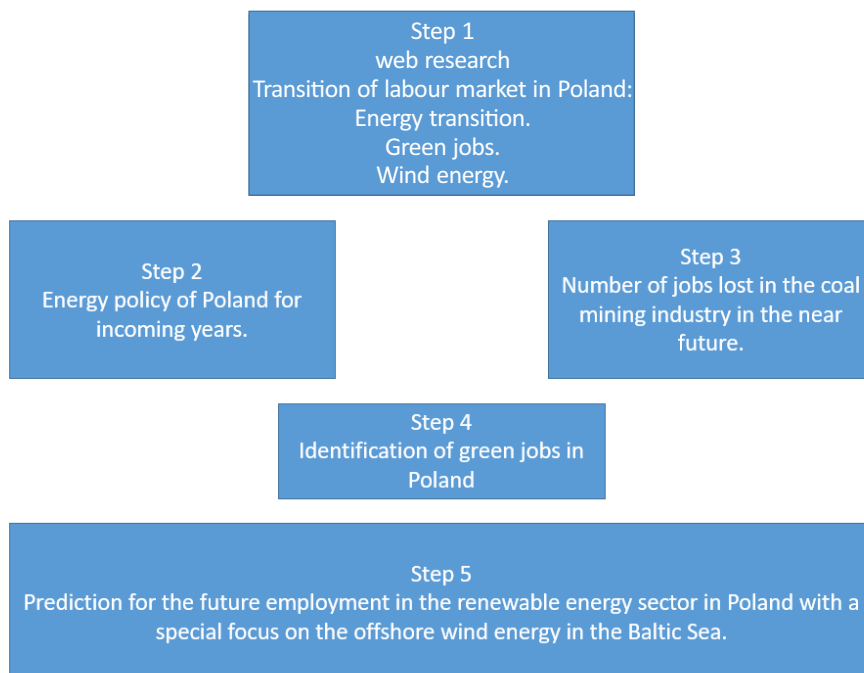 Step 1
web research
Transition of labour market in Poland:
Energy transition.
Green jobs.
Wind energy.
Step 2
Energy policy of Poland for
incoming years.
Step 3
Number of jobs lost in the coal
mining industry in the near
future.
Step 4
Identification of green jobs in
Poland
Step 5
Prediction for the future employment in the renewable energy sector in Poland with a
special focus on the offshore wind energy in the Baltic Sea.